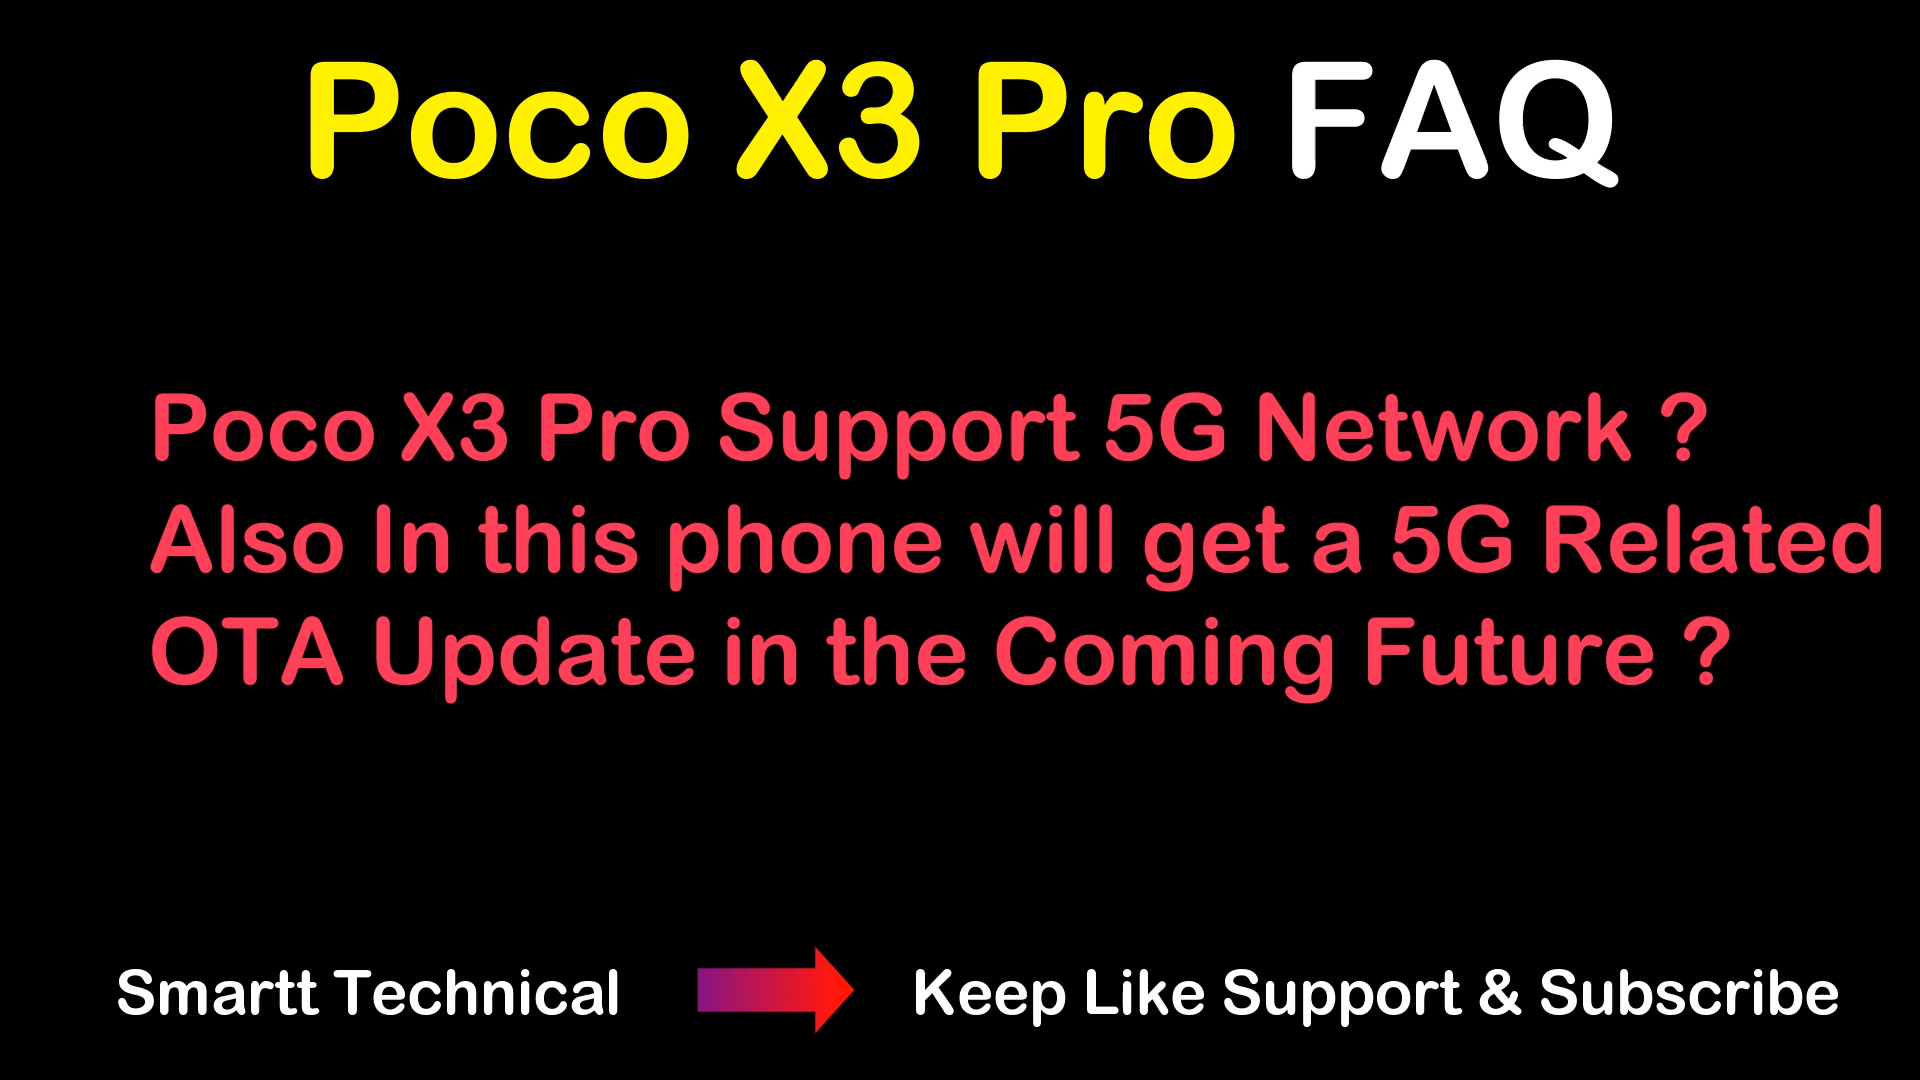 Poco X3 Pro FAQ
Poco X3 Pro Support 5G Network ?
Also In this phone will get a 5G Related
OTA Update in the Coming Future ?
Smartt Technical
Keep Like Support & Subscribe